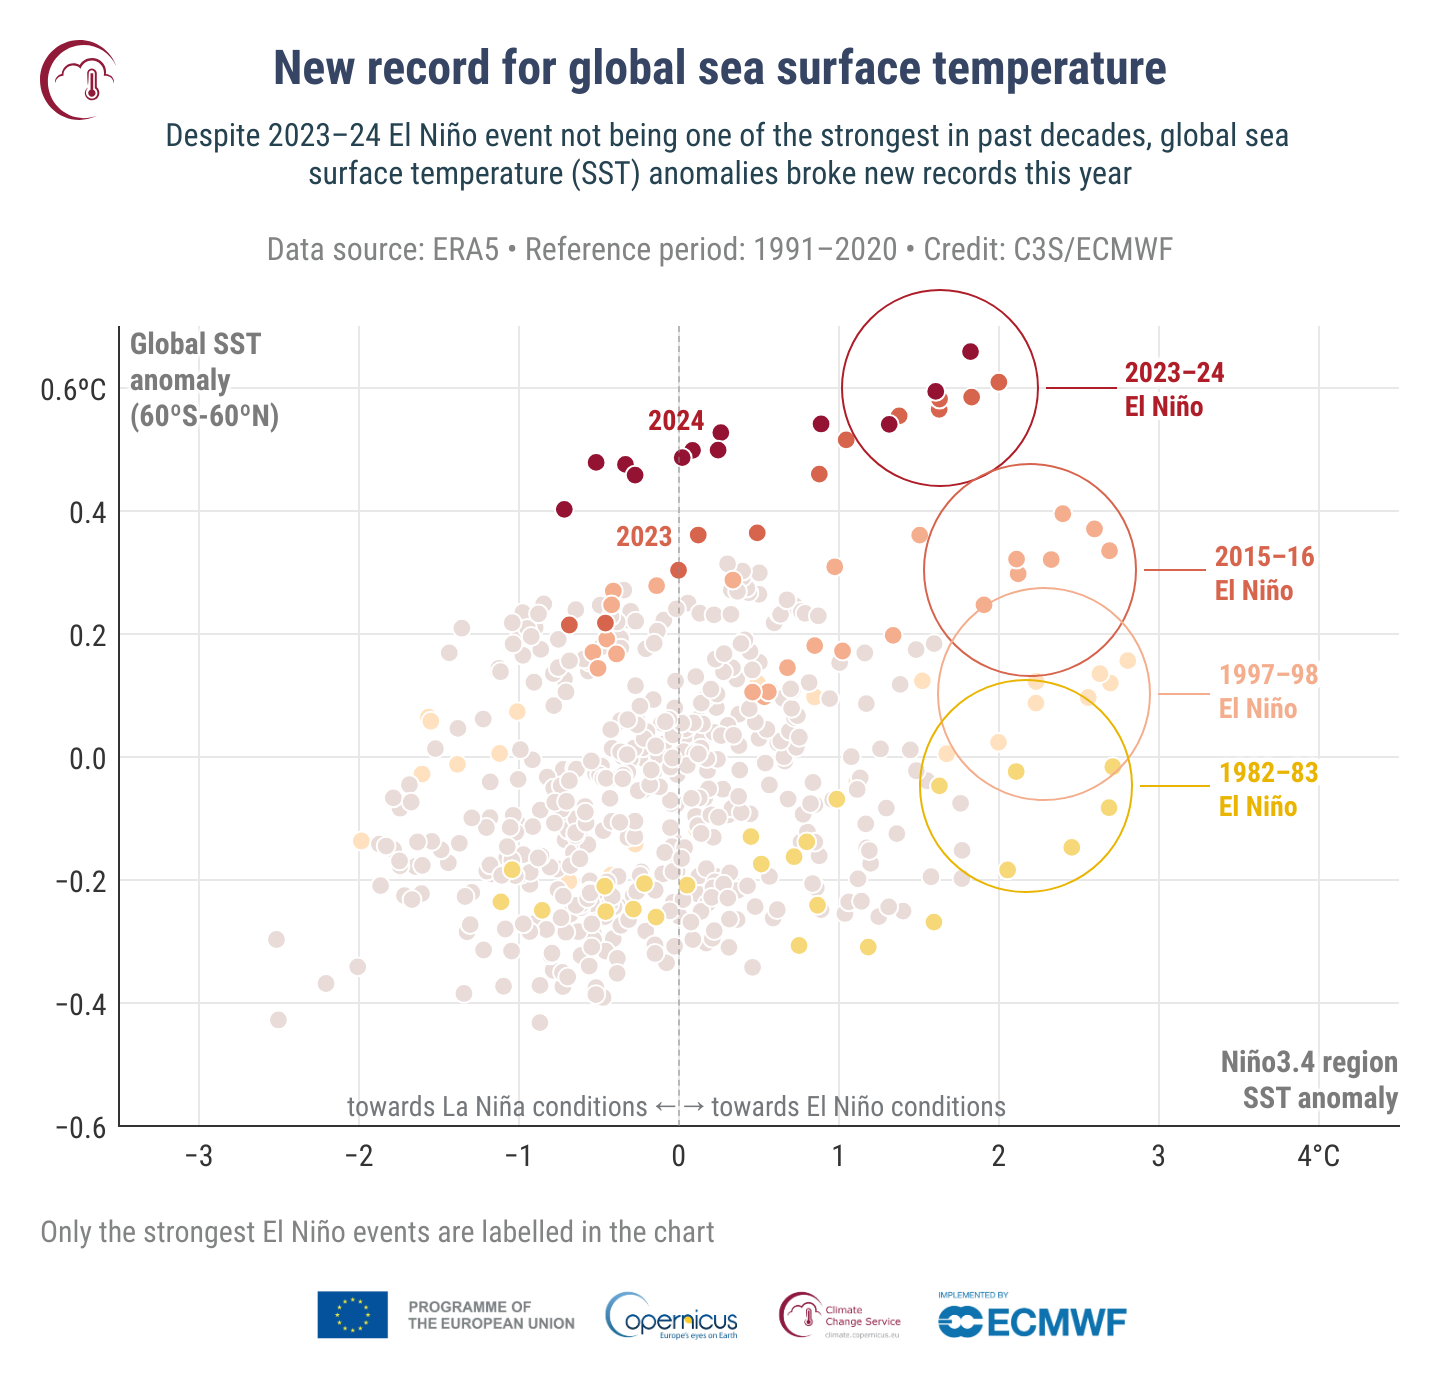 New record for global sea surface temperature
Despite 2023–24 El Niño event not being one of the strongest in past decades, global sea
surface temperature (SST) anomalies broke new records this year
Data source: ERA5 • Reference period: 1991–2020 • Credit: C3S/ECMWF
Global SST
anomaly
(60ºS-60ºN)
0.6ºC
0.4
0.2
0.0
−0.2
−0.4
−0.6
2024
2023
2023–24
El Niño
2015–16
El Niño
1997–98
El Niño
1982–83
El Niño
Niño3.4 region
SST anomaly
towards La Niña conditions ←→ towards El Niño conditions
−3 −2 −1 0 1 2 3 4°C
Only the strongest El Niño events are labelled in the chart
PROGRAMME OF
THE EUROPEAN UNION
opernicus
Europe's eyes on Earth
Climate
Change Service
climate.copernicus.eu
IMPLEMENTED BY
ECMWF